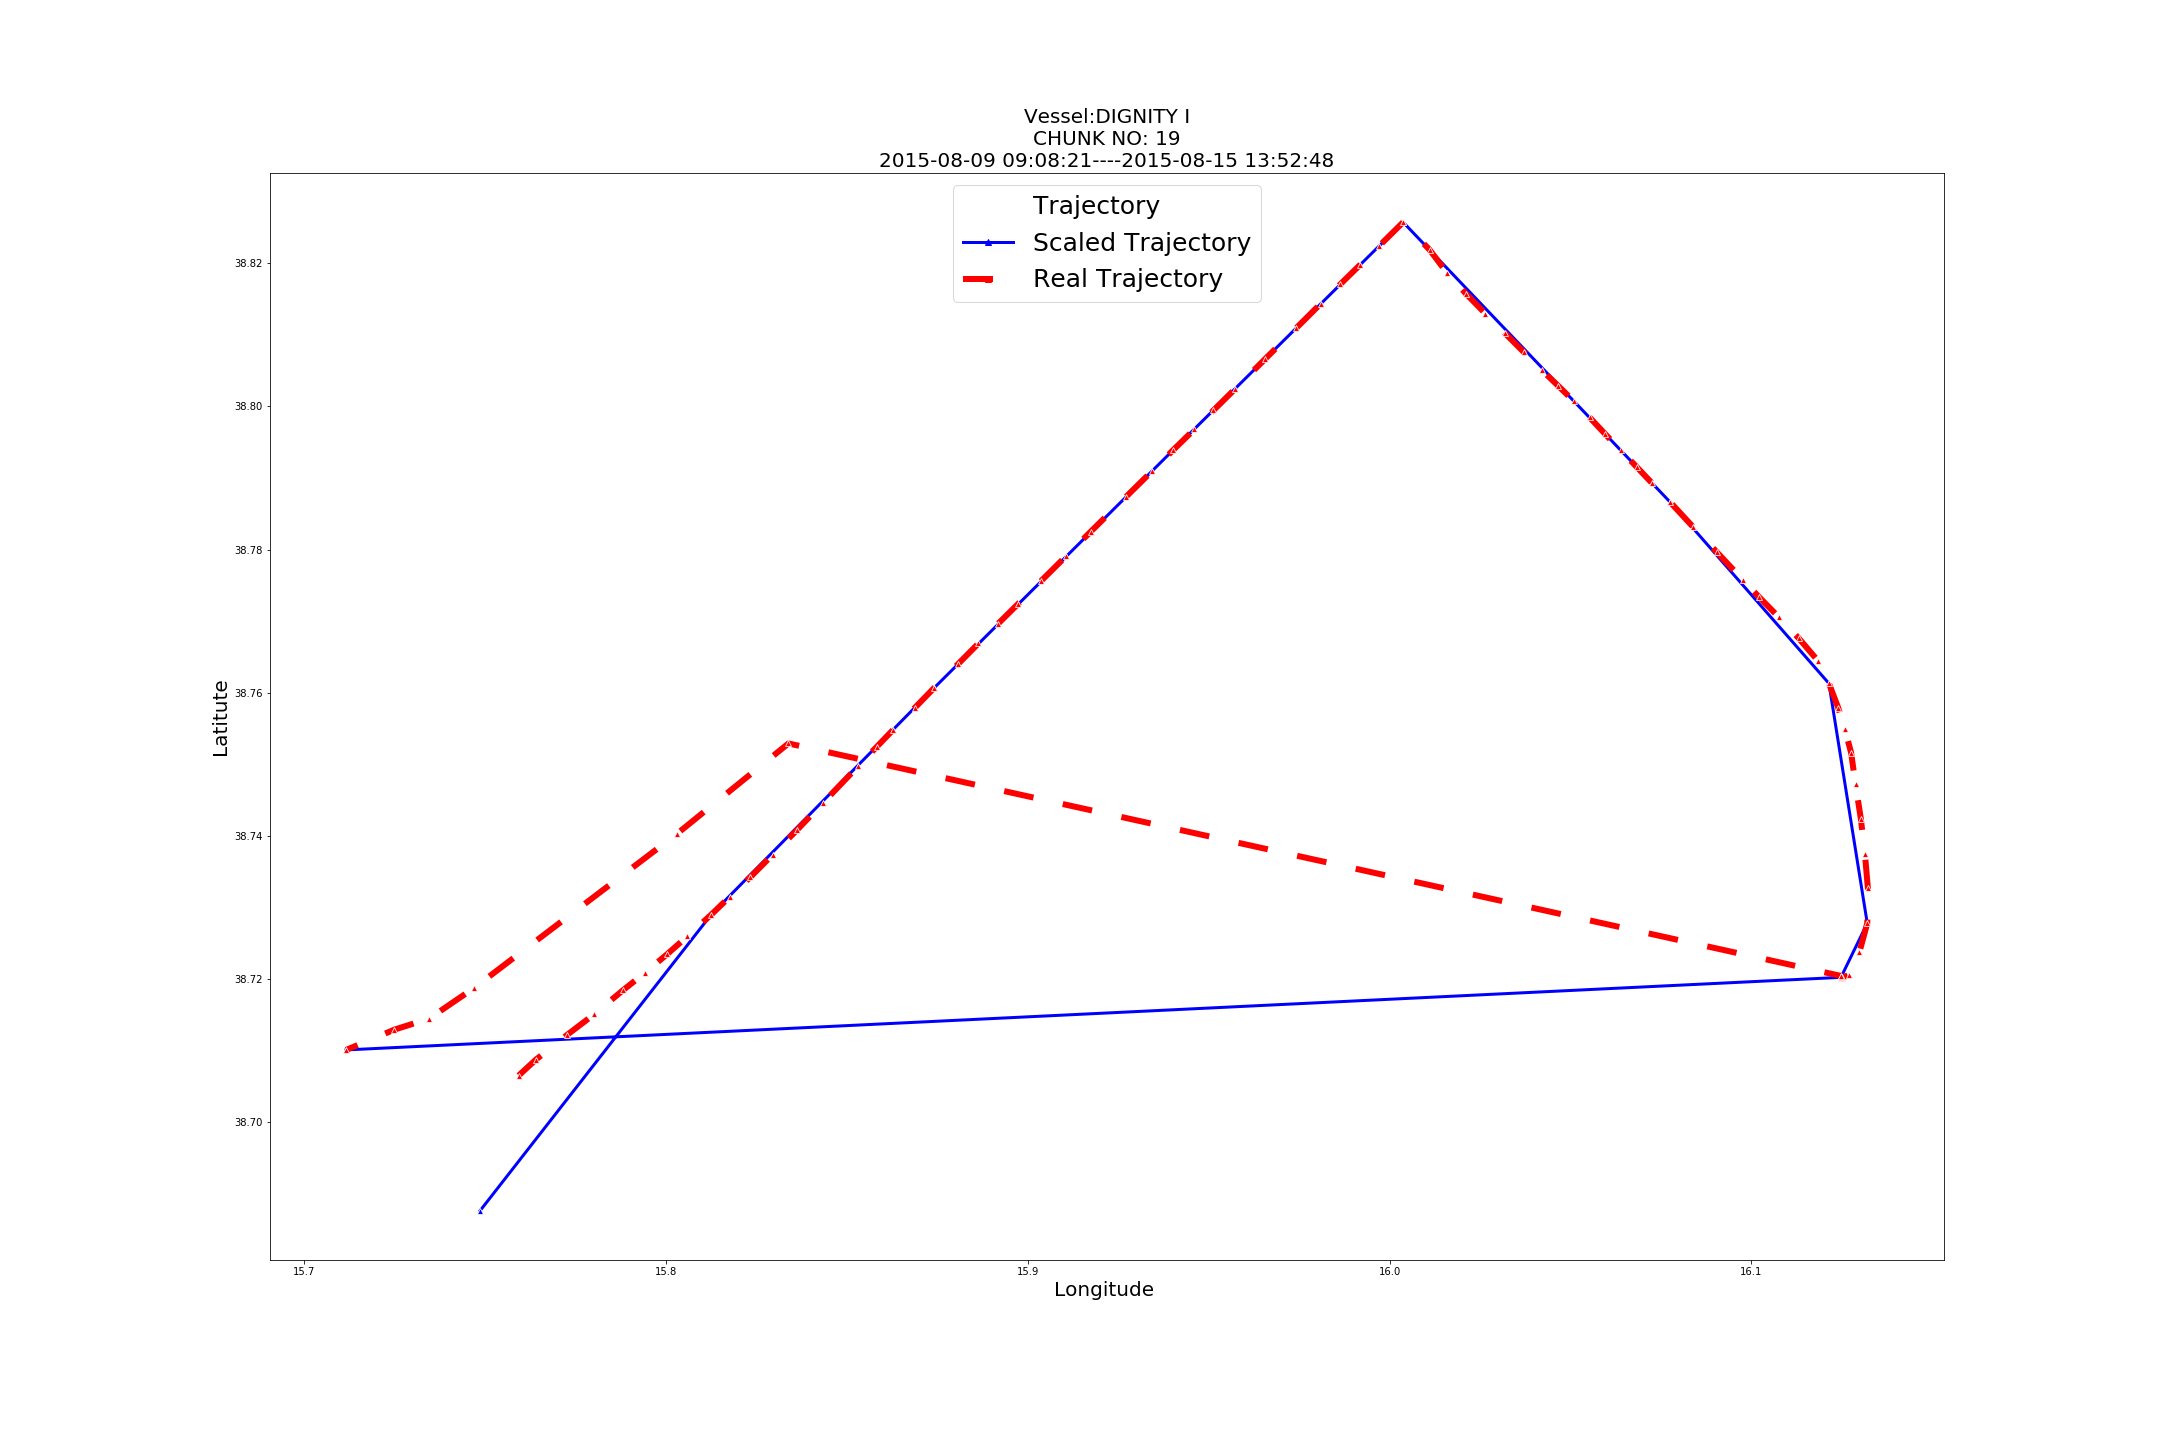 Vessel:DIGNITY I
CHUNK NO: 19
2015-08-09 09:08:21----2015-08-15 13:52:48
Trajectory
Scaled Trajectory
Real Trajectory
38.82
38.80
38.78
38.76
38.74
38.72
38.70
Latitute
15.7
15.8
15.9
16.0
16.1
Longitude